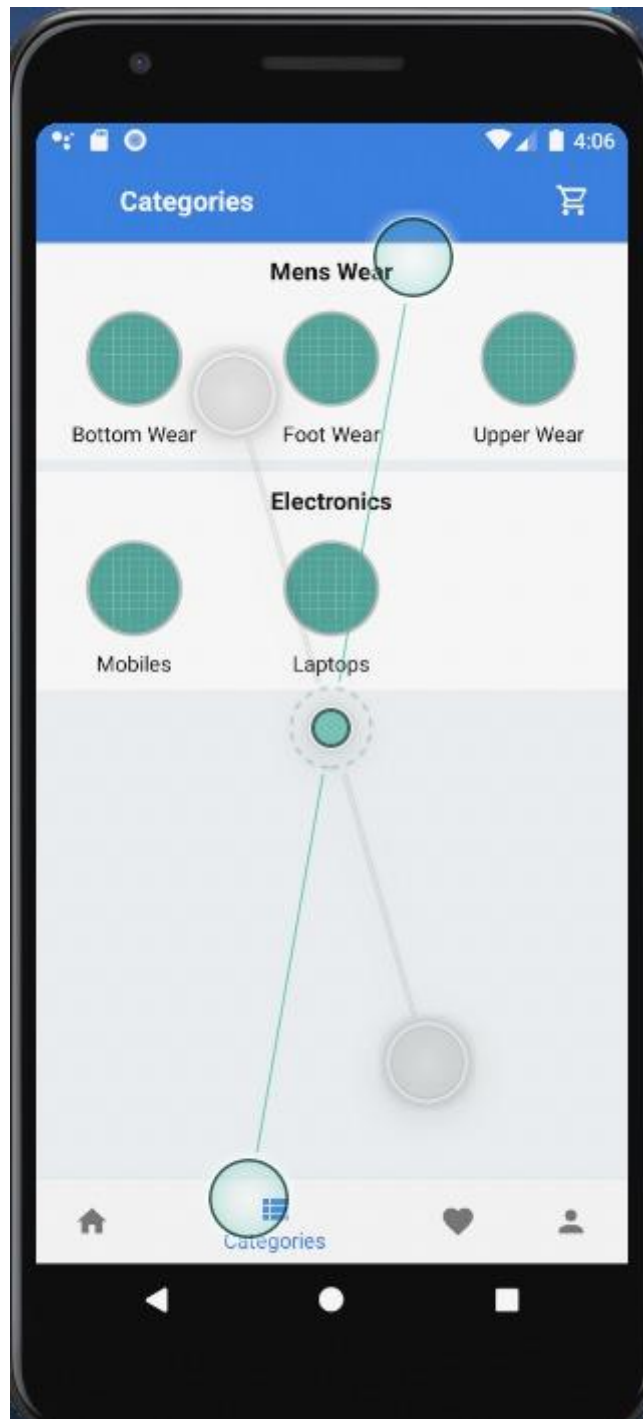 4:06
Categories
Mens Wear
Bottom Wear Foot Wear Upper Wear
Electronics
Mobiles Laptops
Categories